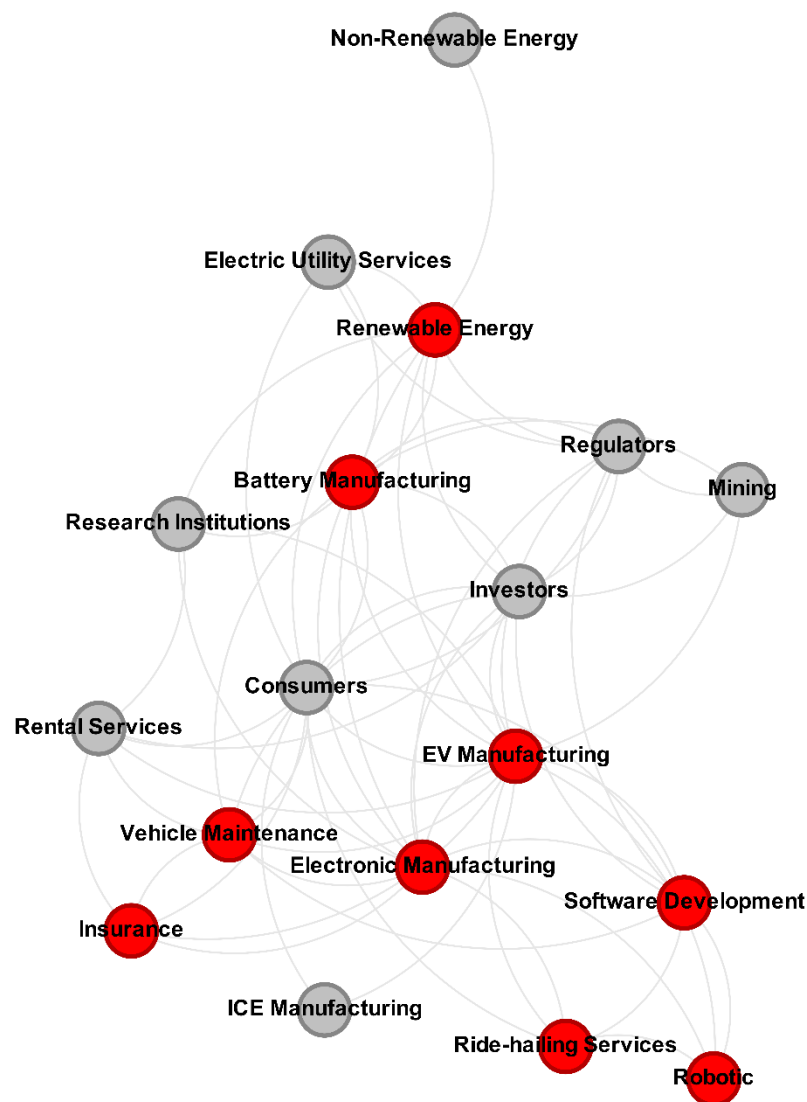 Non-Renewable Energy
Electric Utility Services
Renewable Energy
Regulators
Battery Manufacturing
Mining
Research Institutions
Investors
Consumers
Rental Services
EV Manufacturing
Vehicle Maintenance
Electronic Manufacturing
Software Development
Insurance
ICE Manufacturing
Ride-hailing Services
Robotic